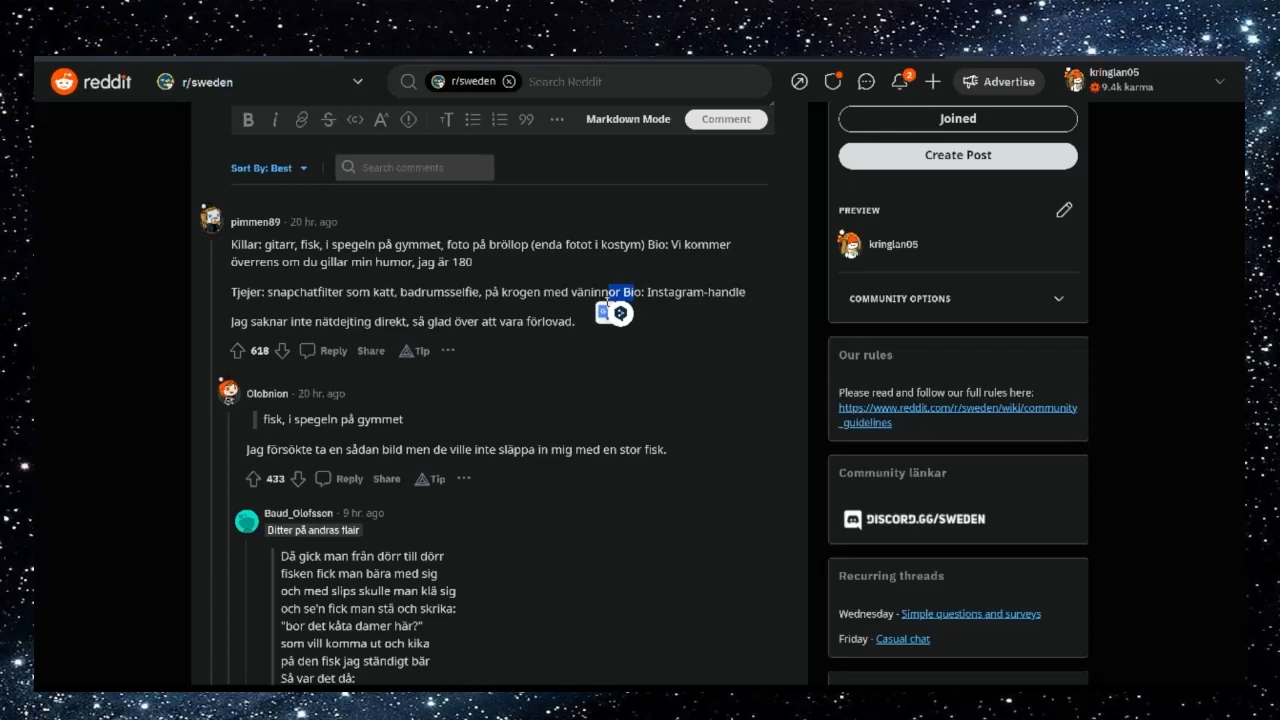 reddit r/sweden r/sweden Search Reddit 2 Advertise kringlan05
9.4k karma
B i Markdown Mode Comment
Sort By: Best Search comments
pimmen89 · 20 hr. ago
Killar: gitarr, fisk, i spegeln på gymmet, foto på bröllop (enda fotot i kostym) Bio: Vi kommer
överrens om du gillar min humor, jag är 180
Tjejer: snapchatfilter som katt, badrumsselfie, på krogen med väninnor Bio: Instagram-handle
Jag saknar inte nätdejting direkt, så glad över att vara förlovad.
618 Reply Share Tip
Olobnion · 20 hr. ago
fisk, i spegeln på gymmet
Jag försökte ta en sådan bild men de ville inte släppa in mig med en stor fisk.
433 Reply Share Tip
Baud_Olofsson · 9 hr. ago
Ditter på andras flair
Då gick man från dörr till dörr
fisken fick man bära med sig
och med slips skulle man klä sig
och se'n fick man stå och skrika:
"bor det kåta damer här?"
som vill komma ut och kika
på den fisk jag ständigt bär
Så var det då:
Joined
Create Post
PREVIEW
kringlan05
COMMUNITY OPTIONS
Our rules
Please read and follow our full rules here:
https://www.reddit.com/r/sweden/wiki/community
_guidelines
Community länkar
DISCORD.GG/SWEDEN
Recurring threads
Wednesday - Simple questions and surveys
Friday - Casual chat